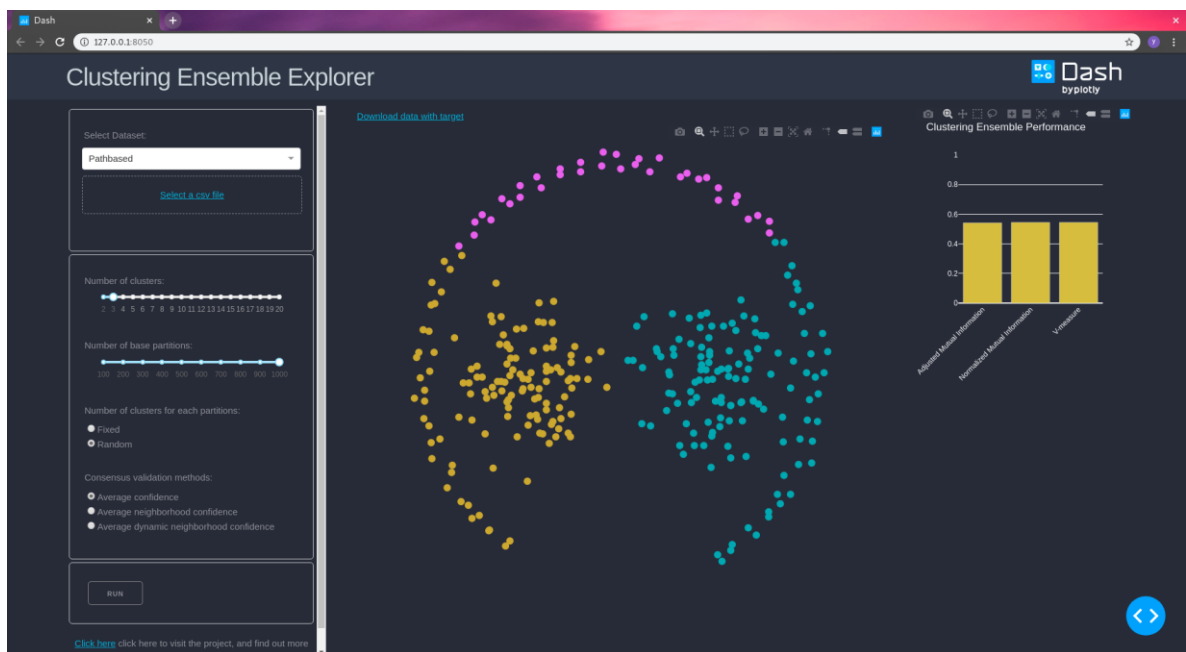 Dash
127.0.0.1:8050
Clustering Ensemble Explorer
Dash
byplotly
Select Dataset:
Pathbased
Select a csv file
Number of clusters:
2 3 4 5 6 7 8 9 10 11 12 13 14 15 16 17 18 19 20
Number of base partitions:
100 200 300 400 500 600 700 800 900 1000
Number of clusters for each partitions:
Fixed
Random
Consensus validation methods:
Average confidence
Average neighborhood confidence
Average dynamic neighborhood confidence
RUN
Click here click here to visit the project, and find out more
Download data with target
Clustering Ensemble Performance
1
0.8
0.6
0.4
0.2
0
Adjusted Mutual Information
Normalized Mutual Information
V-measure